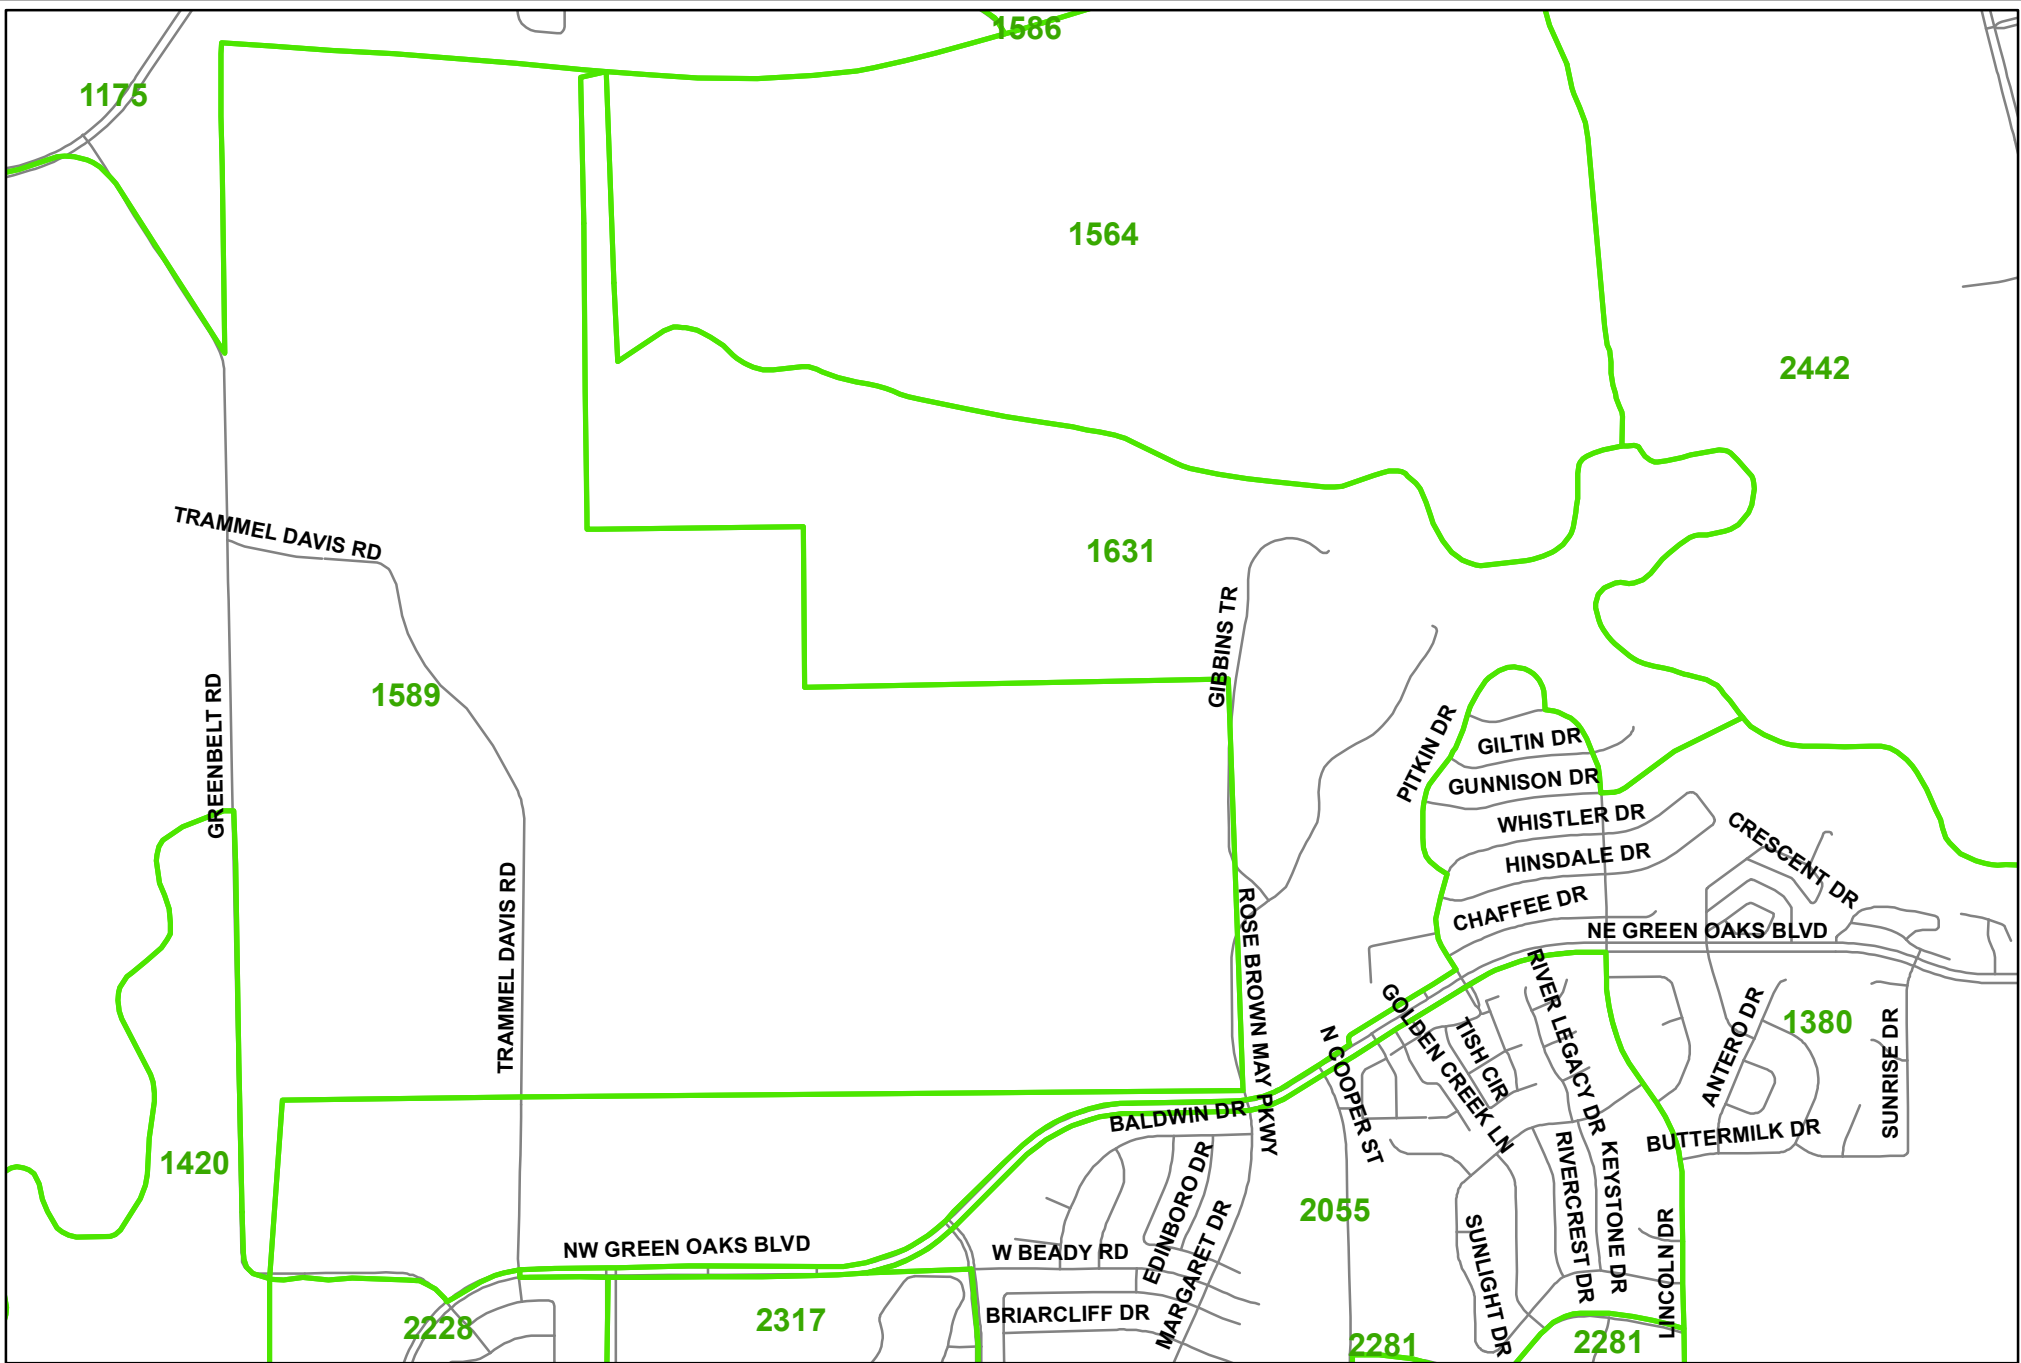 1586
1175
1564
2442
TRAMMEL DAVIS RD
1631
GIBBINS TR
1589
GREENBELT RD
PITKIN DR
GILTIN DR
GUNNISON DR
WHISTLER DR
HINSDALE DR
CRESCENT DR
CHAFFEE DR
NE GREEN OAKS BLVD
TRAMMEL DAVIS RD
ROSE BROWN MAY PKWY
RIVER LEGACY DR
GOLDEN CREEK LN
TISH CIR
N COOPER ST
ANTERO DR
1380
SUNRISE DR
BALDWIN DR
BUTTERMILK DR
1420
EDINBORO DR
KEYSTONE DR
RIVERCREST DR
2055
MARGARET DR
SUNLIGHT DR
LINCOLN DR
NW GREEN OAKS BLVD
W BEADY RD
BRIARCLIFF DR
2228
2317
2281
2281